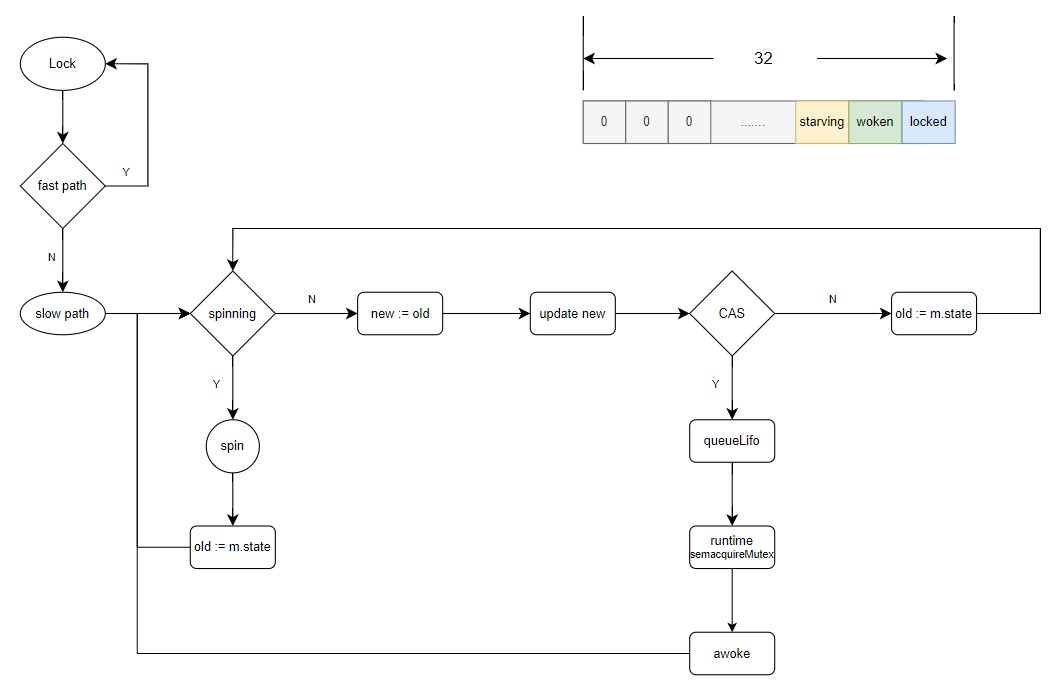 Lock
32
0 0 0 ....... starving woken locked
fast path
Y
N
slow path
spinning
N
new := old
update new
CAS
N
old := m.state
Y
Y
spin
queueLifo
old := m.state
runtime
semacquireMutex
awoke